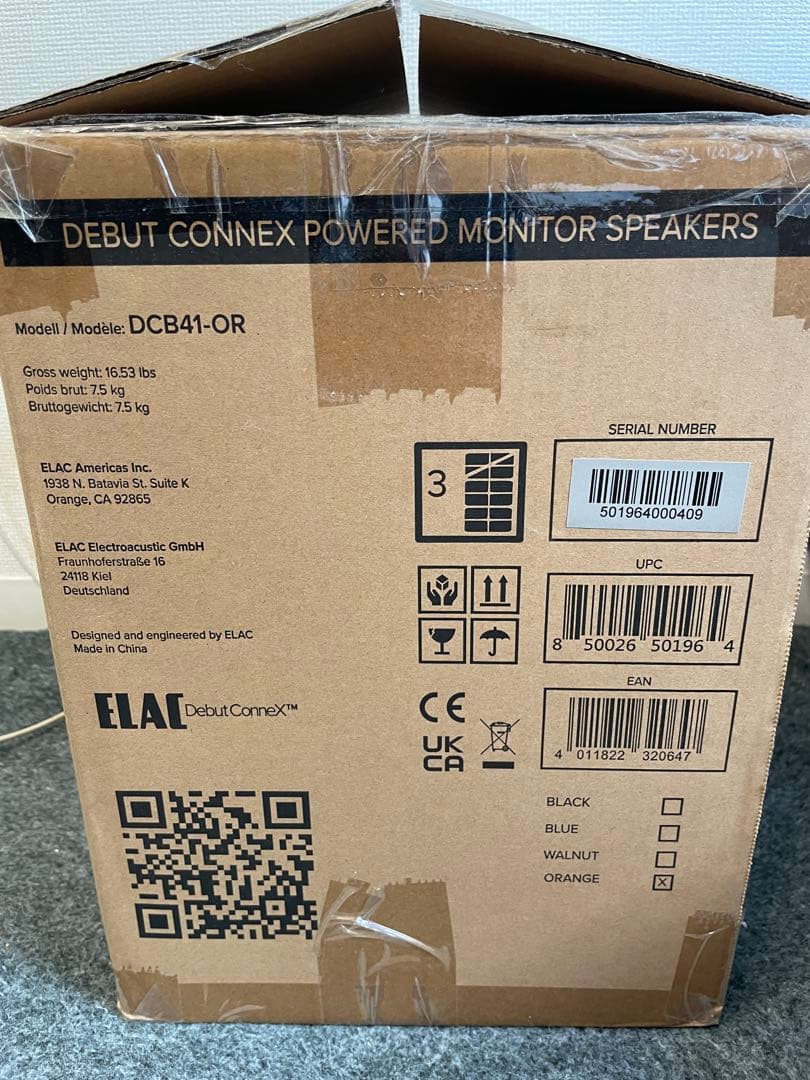 DEBUT CONNEX POWERED MONITOR SPEAKERS
Modell / Modèle: DCB41-OR
Gross weight: 16.53 lbs
Poids brut: 7.5 kg
Bruttogewicht: 7.5 kg
ELAC Americas Inc.
1938 N. Batavia St. Suite K
Orange, CA 92865
ELAC Electroacustic GmbH
Fraunhoferstraße 16
24118 Kiel
Deutschland
Designed and engineered by ELAC
Made in China
ELAC Debut ConneX™
3
SERIAL NUMBER
501964000409
UPC
8 50026 50196 4
EAN
4 011822 320647
CE
UK
CA
BLACK
BLUE
WALNUT
ORANGE X